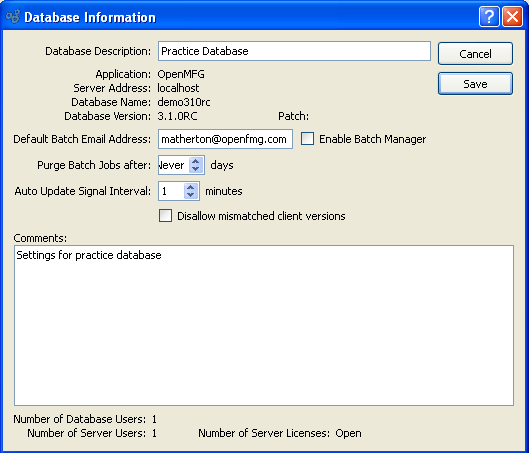 Database Information
Database Description: Practice Database
Cancel
Application: OpenMFG
Server Address: localhost
Save
Database Name: demo310rc
Database Version: 3.1.0RC Patch:
Default Batch Email Address: matherton@openfmg.com Enable Batch Manager
Purge Batch Jobs after: Never days
Auto Update Signal Interval: 1 minutes
Disallow mismatched client versions
Comments:
Settings for practice database
Number of Database Users: 1
Number of Server Users: 1 Number of Server Licenses: Open